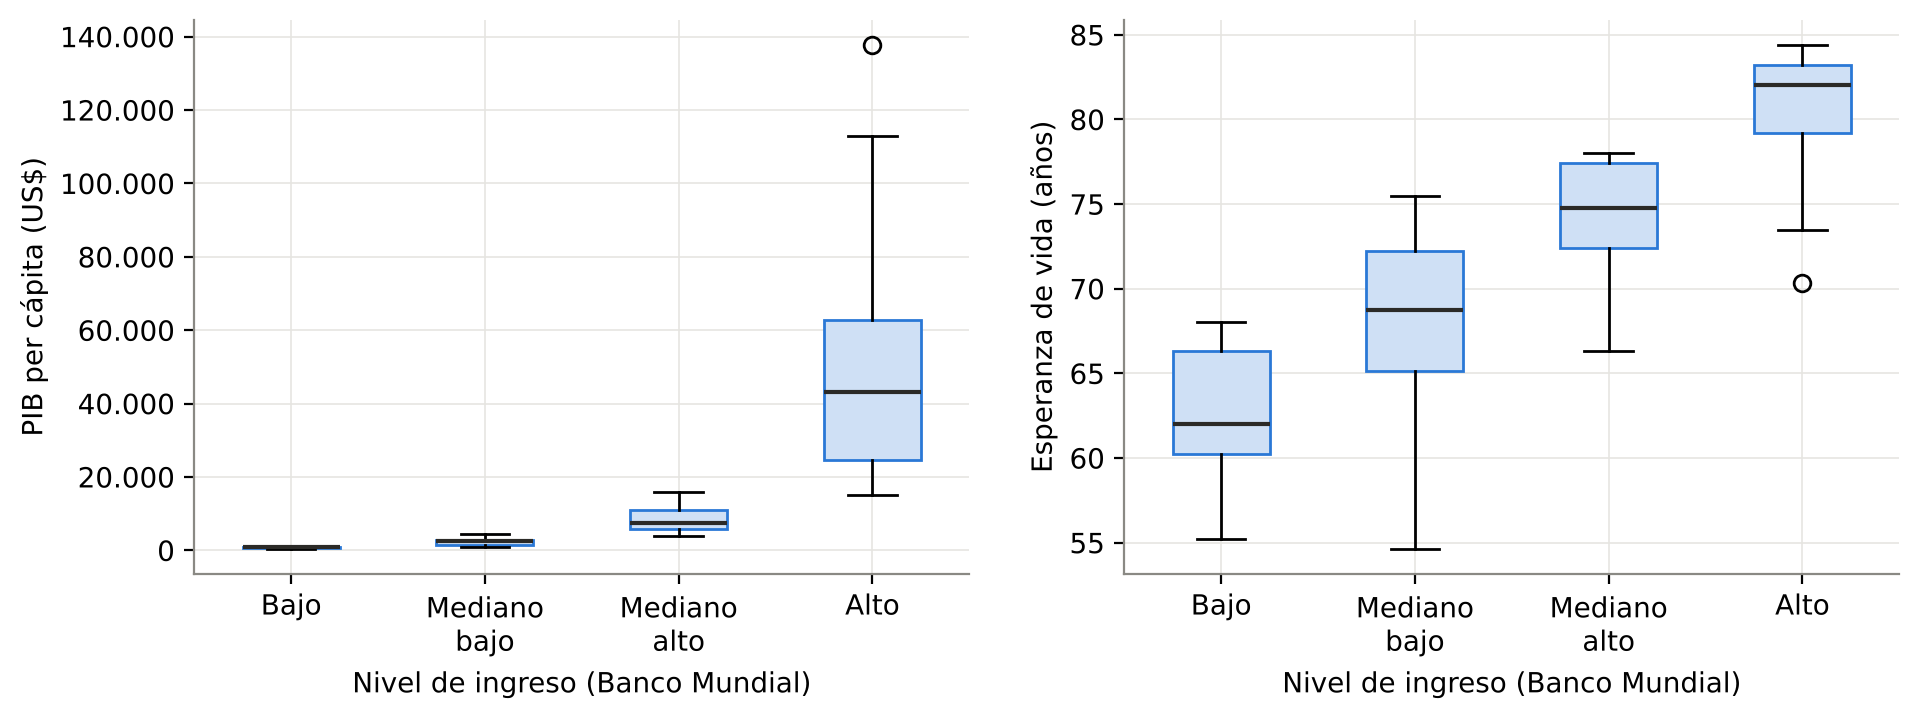 PIB per cápita (US$)
140.000
120.000
100.000
80.000
60.000
40.000
20.000
0
Bajo
Mediano
bajo
Mediano
alto
Alto
Nivel de ingreso (Banco Mundial)
Esperanza de vida (años)
85
80
75
70
65
60
55
Bajo
Mediano
bajo
Mediano
alto
Alto
Nivel de ingreso (Banco Mundial)